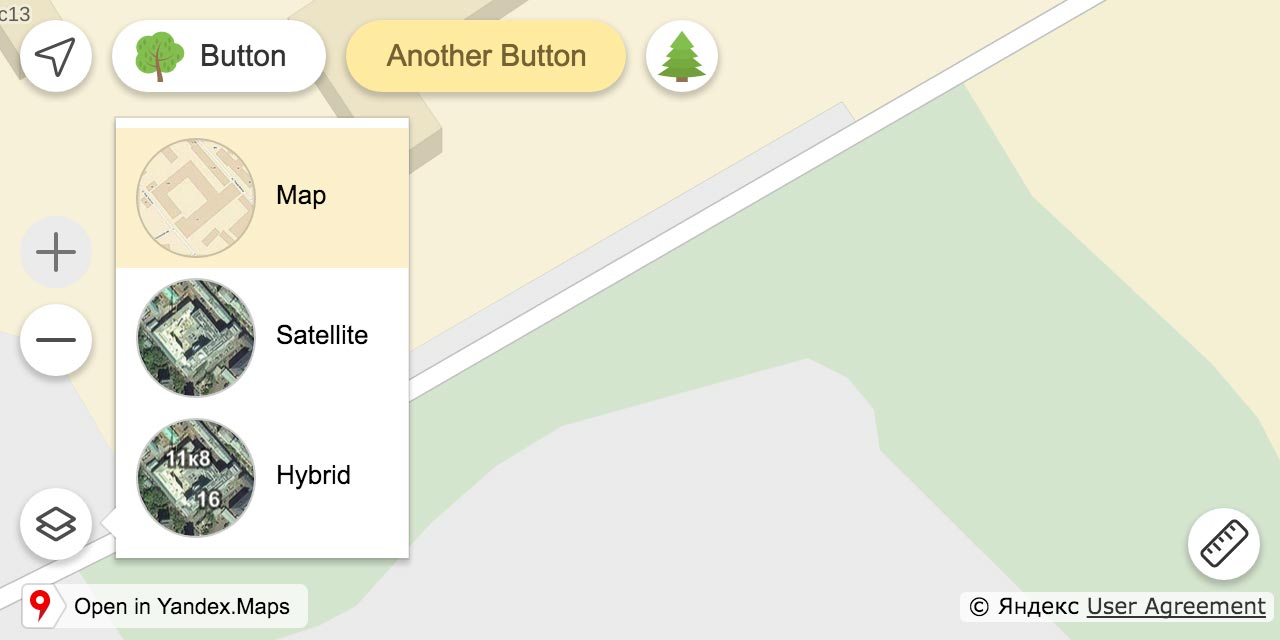 c13
Button
Another Button
Map
Satellite
11к8
16
Hybrid
Open in Yandex.Maps
© Яндекс User Agreement